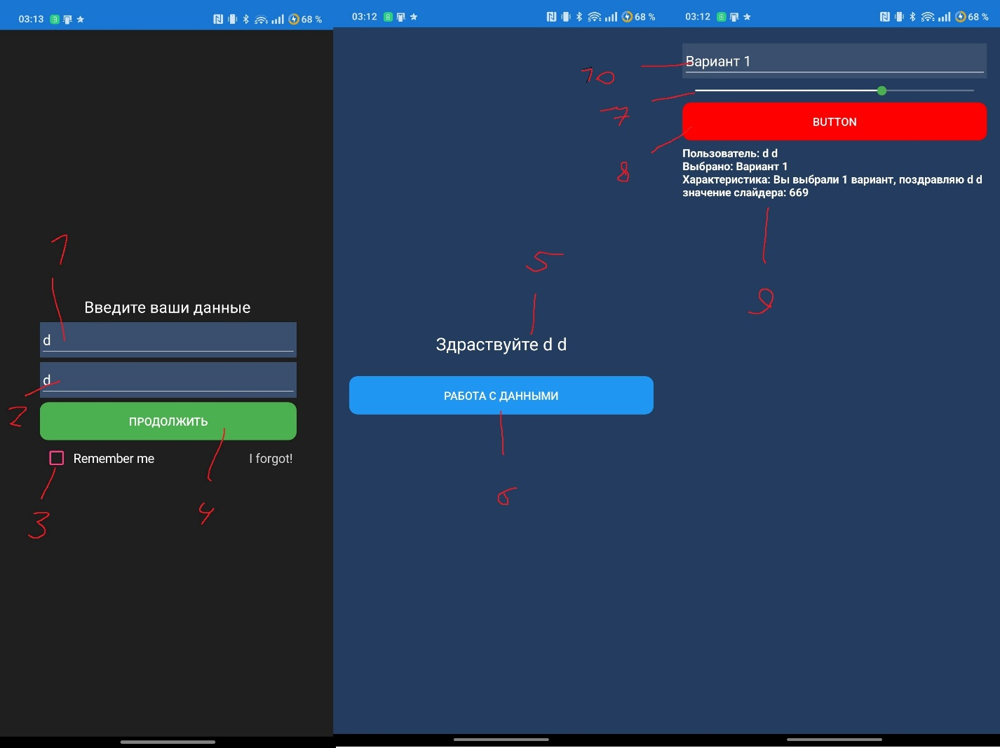 03:13
68 %
1
Введите ваши данные
d
d
2
ПРОДОЛЖИТЬ
Remember me
I forgot!
3
4
03:12
68 %
5
Здраствуйте d d
РАБОТА С ДАННЫМИ
6
03:12
68 %
10
Вариант 1
7
BUTTON
8
Пользователь: d d
Выбрано: Вариант 1
Характеристика: Вы выбрали 1 вариант, поздравляю d d
значение слайдера: 669
9